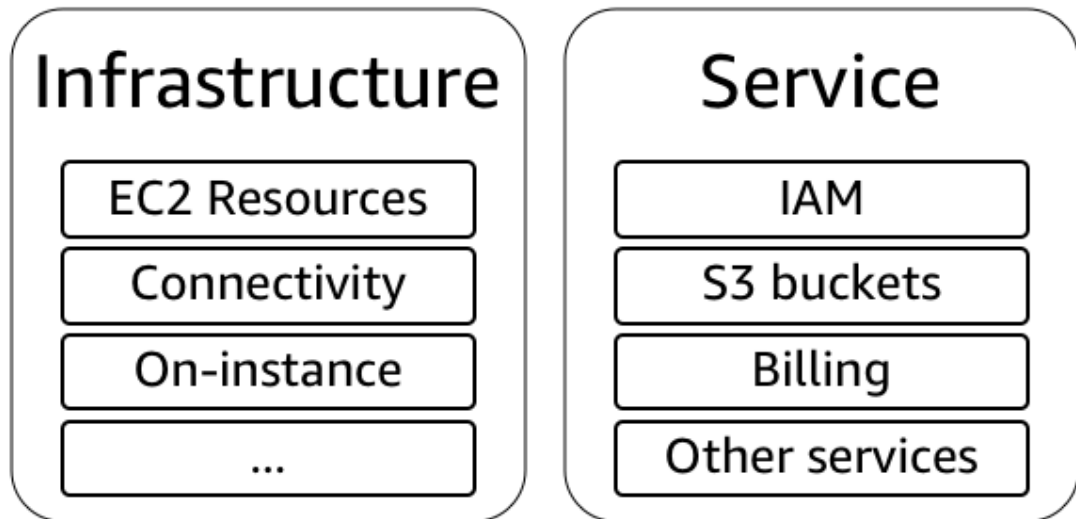 Infrastructure
EC2 Resources
Connectivity
On-instance
...
Service
IAM
S3 buckets
Billing
Other services